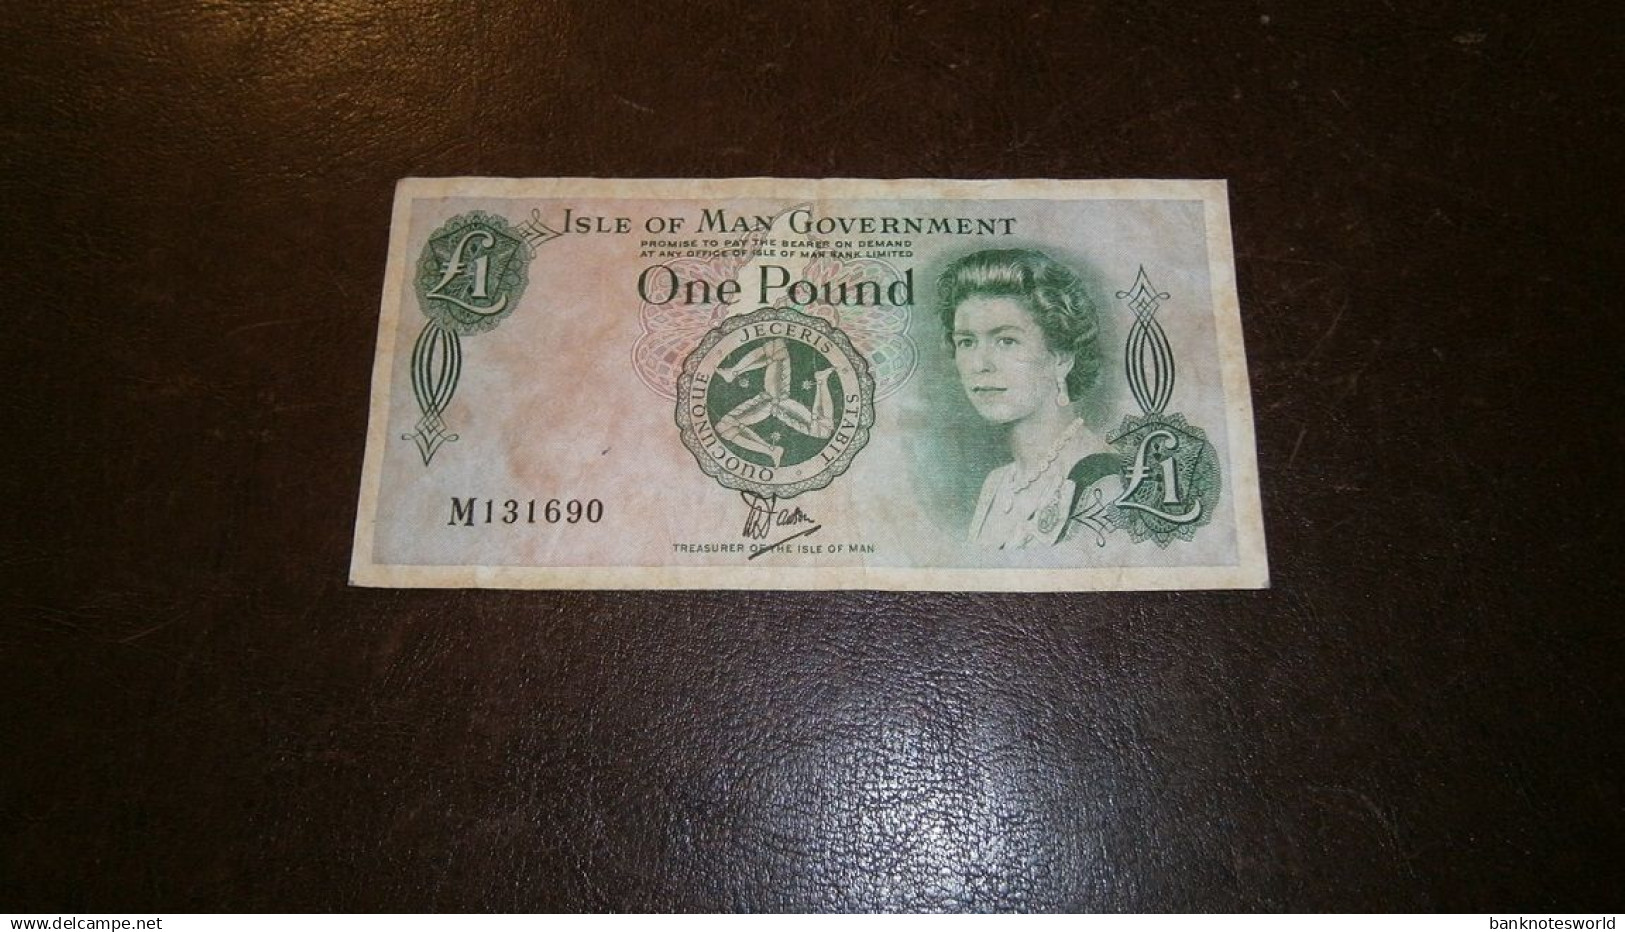 ISLE OF MAN GOVERNMENT
PROMISE TO PAY THE BEARER ON DEMAND
AT ANY OFFICE OF ISLE OF MAN BANK LIMITED
One Pound
£1
QUOCUNQUE JECERIS STABIT
£1
M131690
TREASURER OF THE ISLE OF MAN
delcampe.net
banknotesworld